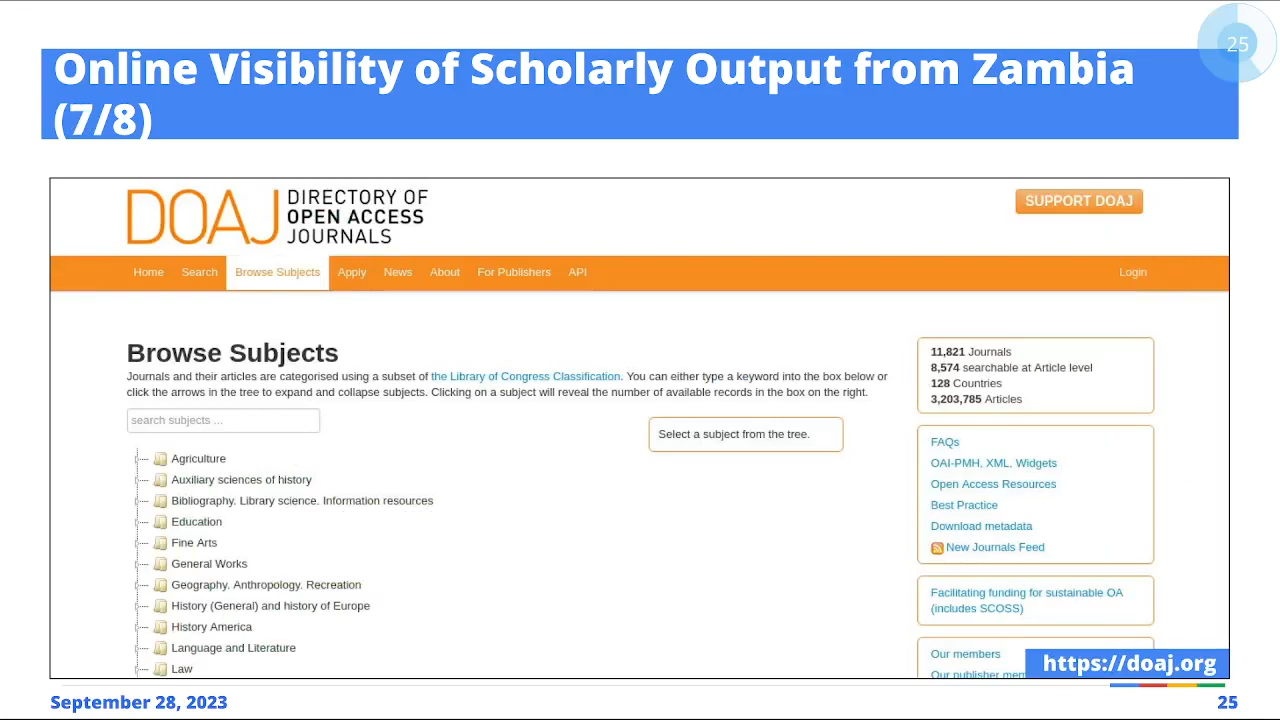 25
Online Visibility of Scholarly Output from Zambia
(7/8)
DOAJ
DIRECTORY OF
OPEN ACCESS
JOURNALS
SUPPORT DOAJ
Home Search Browse Subjects Apply News About For Publishers API Login
Browse Subjects
Journals and their articles are categorised using a subset of the Library of Congress Classification. You can either type a keyword into the box below or
click the arrows in the tree to expand and collapse subjects. Clicking on a subject will reveal the number of available records in the box on the right.
search subjects ...
Select a subject from the tree.
Agriculture
Auxiliary sciences of history
Bibliography. Library science. Information resources
Education
Fine Arts
General Works
Geography. Anthropology. Recreation
History (General) and history of Europe
History America
Language and Literature
Law
11,821 Journals
8,574 searchable at Article level
128 Countries
3,203,785 Articles
FAQs
OAI-PMH, XML, Widgets
Open Access Resources
Best Practice
Download metadata
New Journals Feed
Facilitating funding for sustainable OA
(includes SCOSS)
Our members
Our publisher
https://doaj.org
September 28, 2023
25